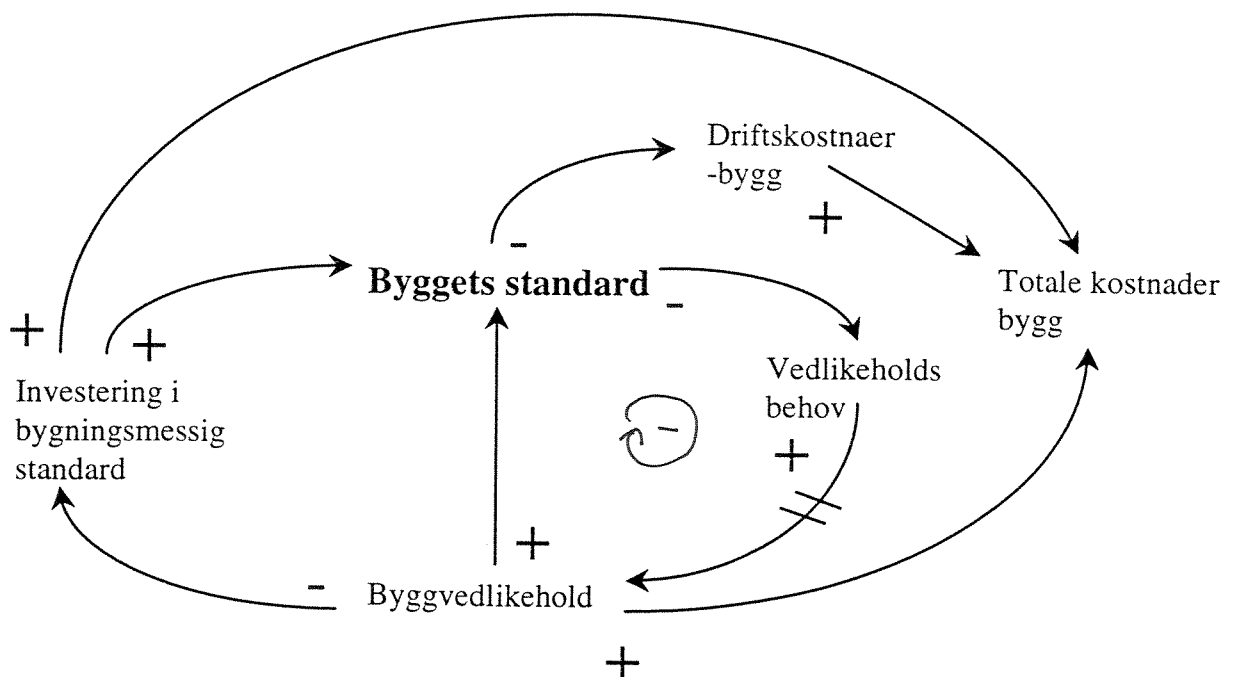 Driftskostnaer
-bygg
+
-
Byggets standard
-
Totale kostnader
bygg
+
+
Investering i
bygningsmessig
standard
Vedlikeholds
behov
-
+
+
-
Byggvedlikehold
+